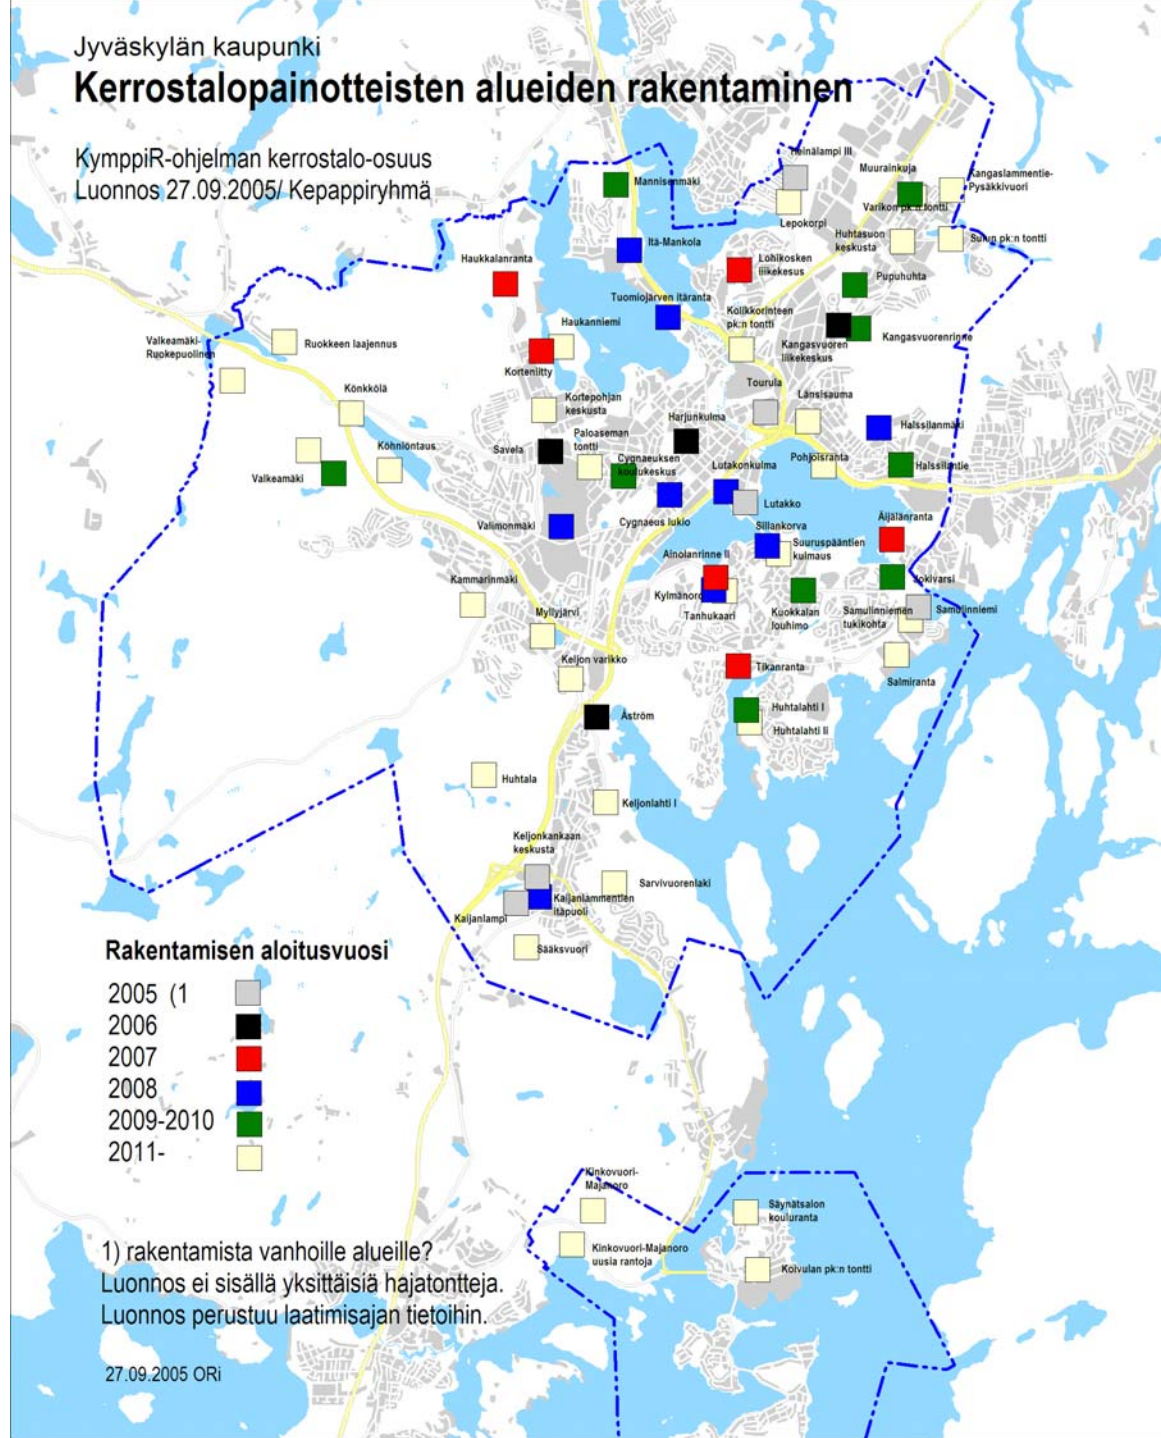 Jyväskylän kaupunki
Kerrostalopainotteisten alueiden rakentaminen
KymppiR-ohjelman kerrostalo-osuus
Luonnos 27.09.2005/ Kepappiryhmä
Heinälampi III
Muurainkuja
Kangaslammentie-
Pysäkkivuori
Mannisenmäki
Varikon pk:n tontti
Lepokorpi
Huhtasuon
keskusta
Sulun pk:n tontti
Itä-Mankola
Haukkalanranta
Lohikosken
liikekesus
Pupuhuhta
Tuomiojärven itäranta
Kolikkorinteen
pk:n tontti
Haukanniemi
Valkeamäki-
Ruokepuolinen
Ruokkeen laajennus
Kangasvuoren
liikekeskus
Kangasvuorenrinne
Korteniitty
Tourula
Könkkölä
Kortepohjan
keskusta
Länsisauma
Harjunkulma
Halssilanmäki
Paloaseman
tontti
Savela
Köhniöntaus
Cygnaeuksen
koulukeskus
Lutakonkulma
Pohjoisranta
Halssilantie
Valkeamäki
Lutakko
Cygnaeus lukio
Valimonmäki
Äijälänranta
Sillankorva
Suuruspääntien
kulmaus
Ainolanrinne II
Kammarinmäki
Jokivarsi
Kylmänoro
Tanhukaari
Kuokkalan
louhimo
Samulinniemen
tukikohta
Samulinniemi
Myllyjärvi
Keljon varikko
Tikanranta
Salmiranta
Åström
Huhtalahti I
Huhtalahti Ii
Huhtala
Keljonlahti I
Keljonkankaan
keskusta
Sarvivuorenlaki
Kaijanlammentien
itäpuoli
Kaijanlampi
Sääksvuori
Rakentamisen aloitusvuosi
2005 (1
2006
2007
2008
2009-2010
2011-
Kinkovuori-
Majanoro
Säynätsalon
kouluranta
Kinkovuori-Majanoro
uusia rantoja
Koivulan pk:n tontti
1) rakentamista vanhoille alueille?
Luonnos ei sisällä yksittäisiä hajatontteja.
Luonnos perustuu laatimisajan tietoihin.
27.09.2005 ORi